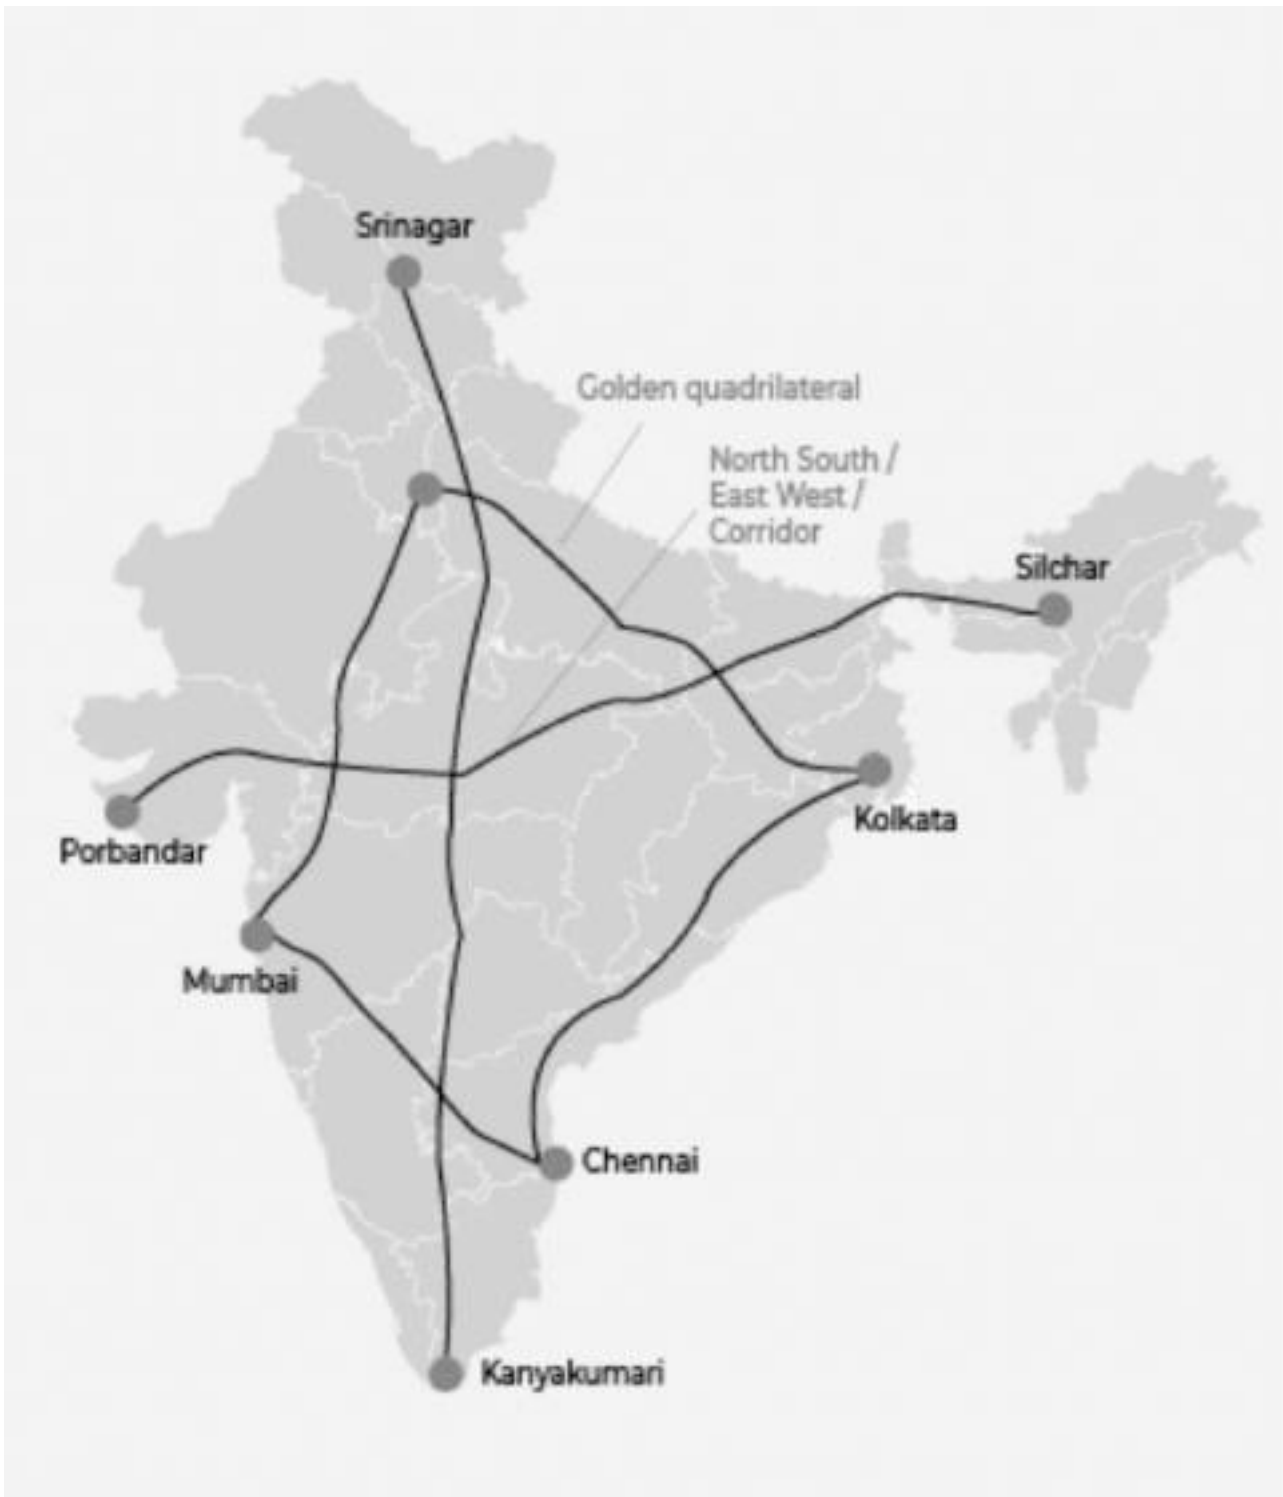 Srinagar
Golden quadrilateral
North South /
East West /
Corridor
Silchar
Kolkata
Porbandar
Mumbai
Chennai
Kanyakumari